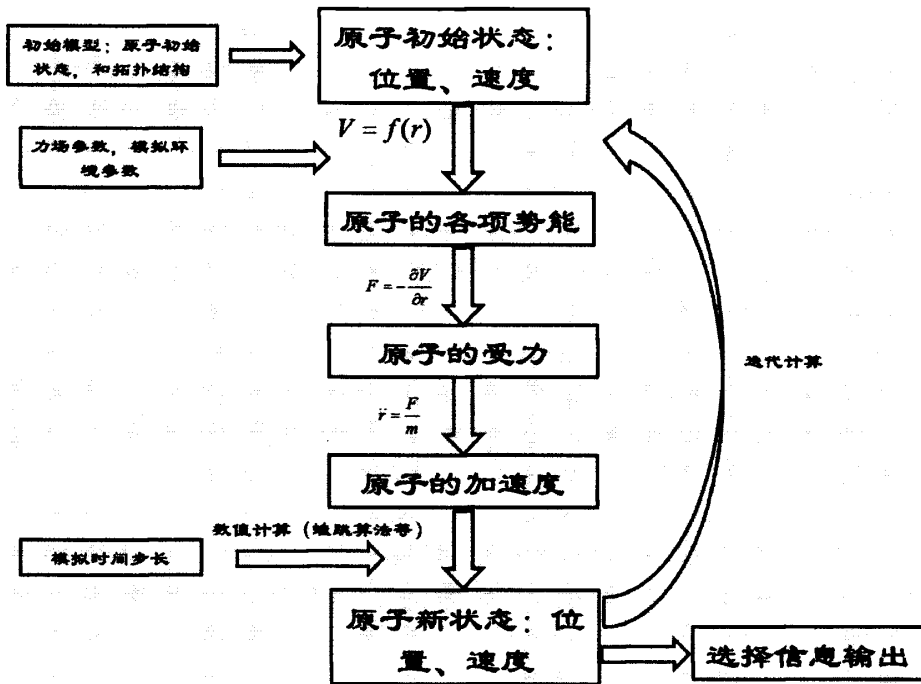 初始模型：原子初始
状态，和拓扑结构
原子初始状态：
位置、速度
V = f(r)
力场参数，模拟环
境参数
原子的各项势能
F = -∂V/∂r
原子的受力
迭代计算
r̈ = F/m
原子的加速度
数值计算（蛙跳算法等）
模拟时间步长
原子新状态：位
置、速度
选择信息输出